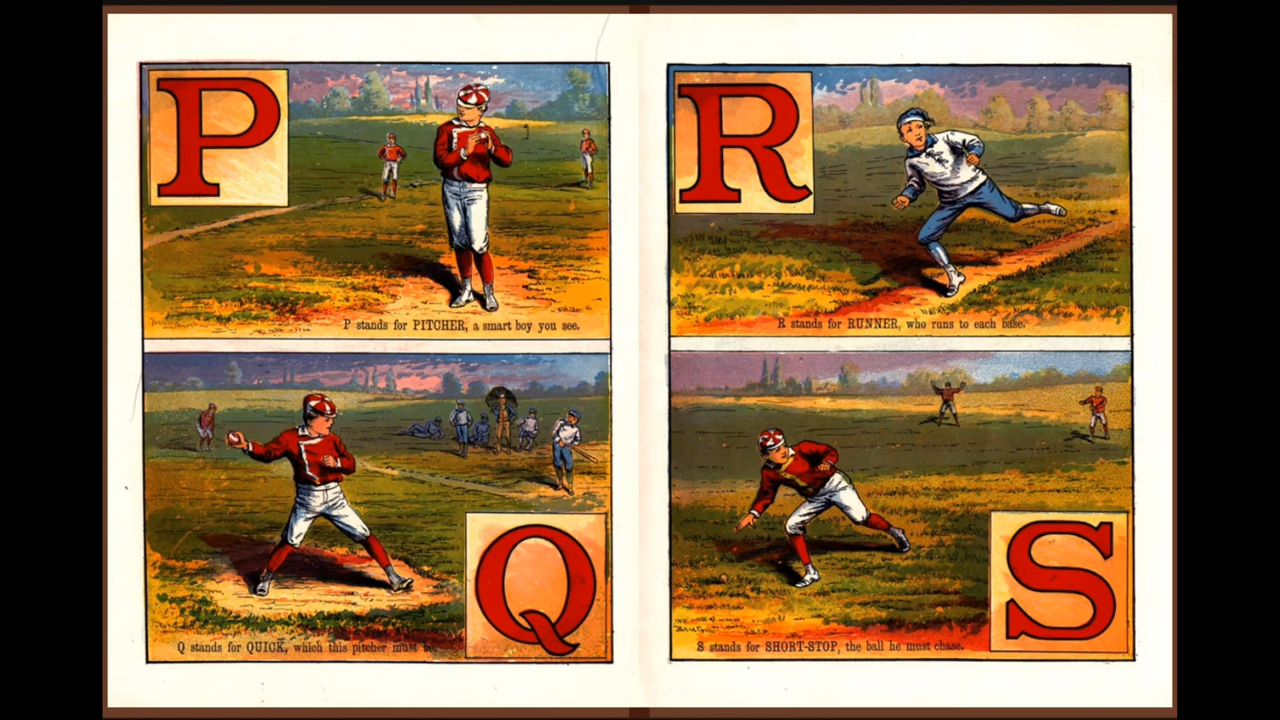 P
P stands for PITCHER, a smart boy you see.
Q
Q stands for QUICK, which this pitcher must be.
R
R stands for RUNNER, who runs to each base.
S
S stands for SHORT-STOP, the ball he must chase.